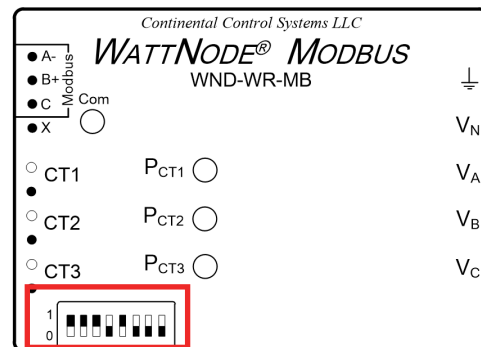 Continental Control Systems LLC
WATTNODE® MODBUS
WND-WR-MB
A-
B+
C
X
Modbus
Com
CT1
CT2
CT3
PCT1
PCT2
PCT3
VN
VA
VB
VC
1
0